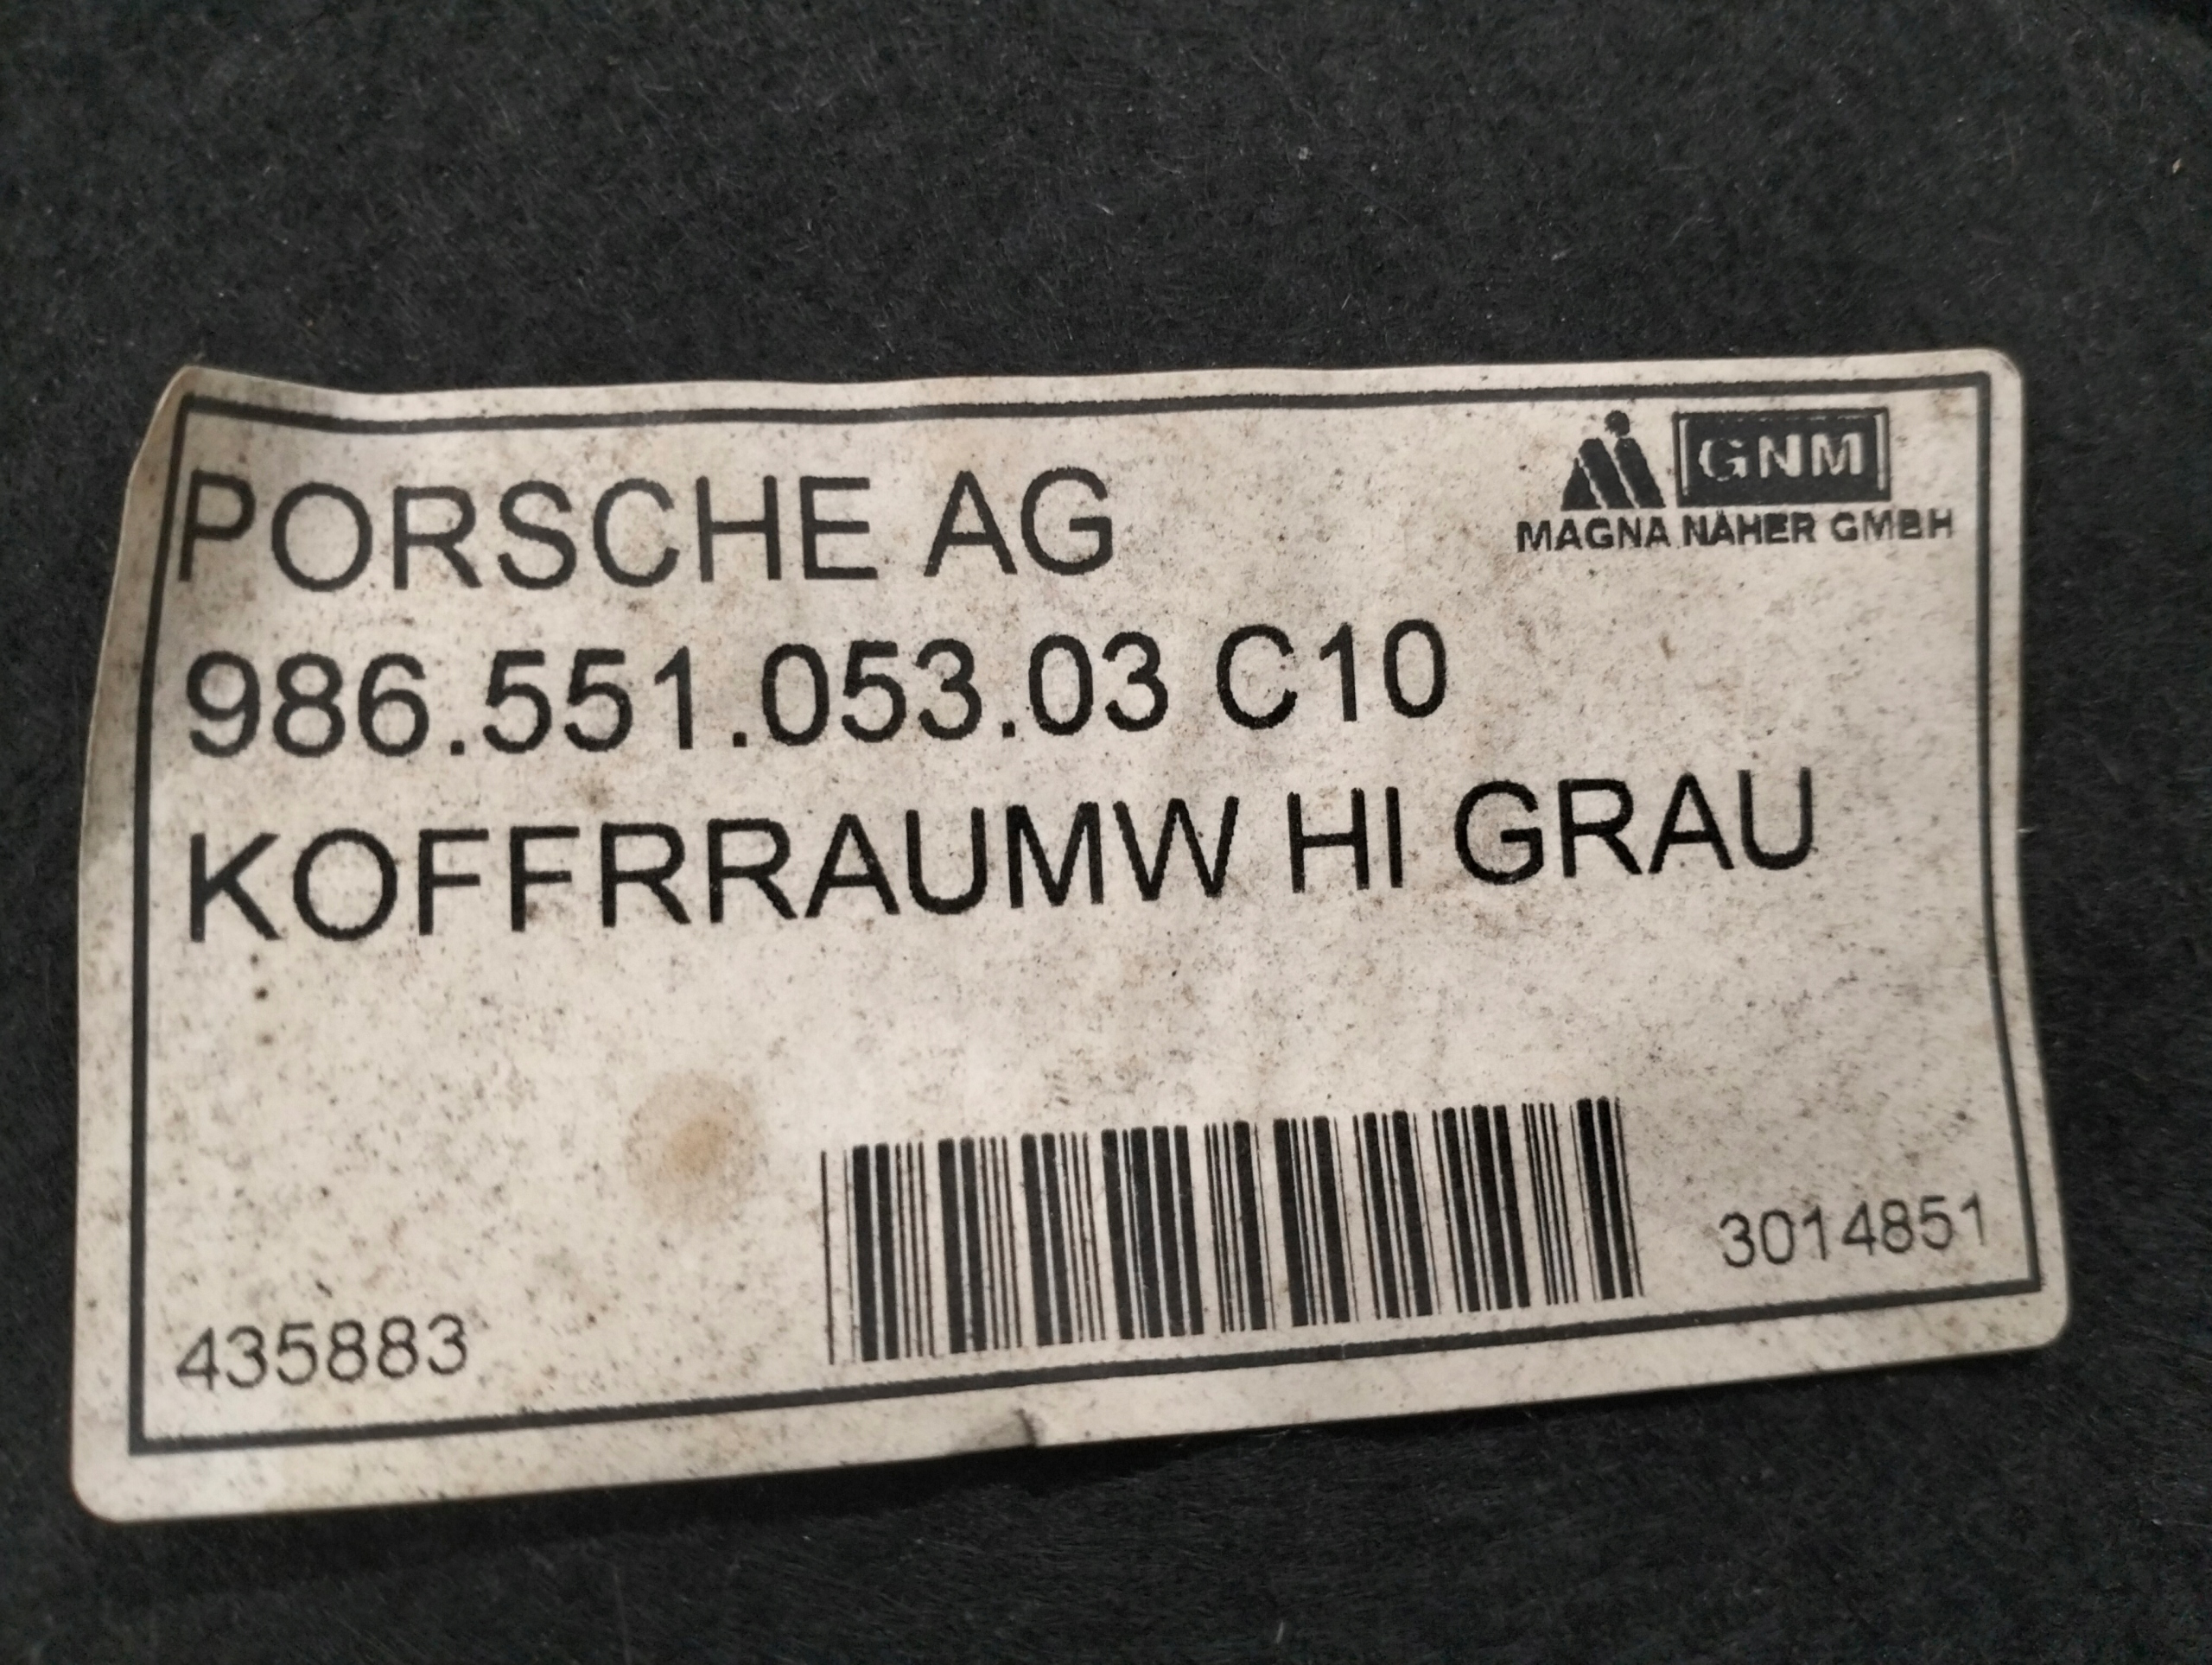 PORSCHE AG
GNM
MAGNA NÄHER GMBH
986.551.053.03 C10
KOFFRRAUMW HI GRAU
3014851
435883